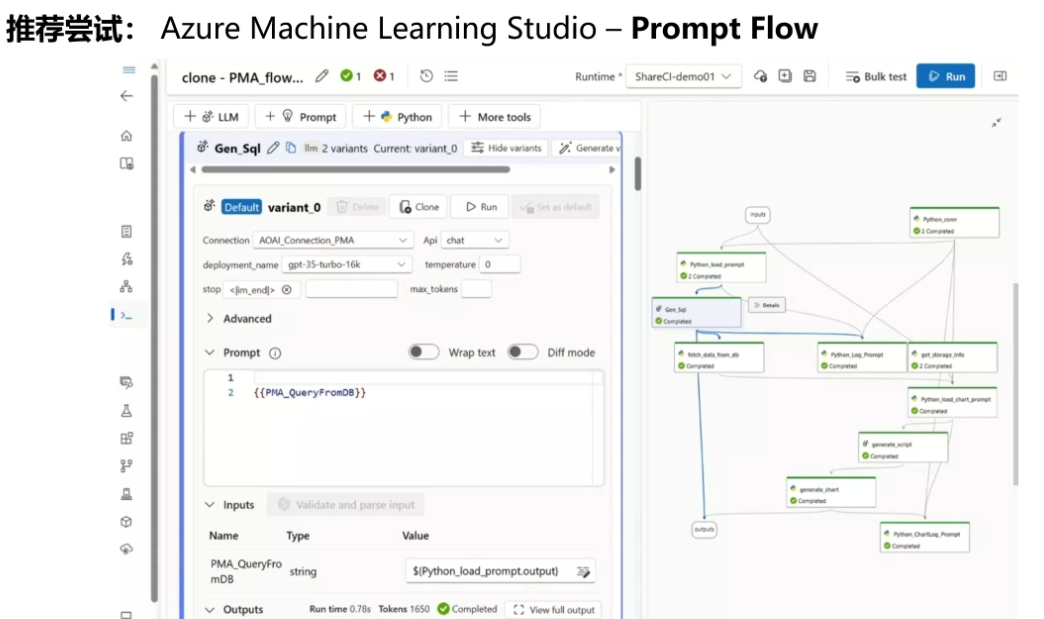 推荐尝试： Azure Machine Learning Studio – Prompt Flow
clone - PMA_flow... 1 1 Runtime * ShareCI-demo01 Bulk test Run
+ LLM + Prompt + Python + More tools
Gen_Sql llm 2 variants Current: variant_0 Hide variants Generate v
Default variant_0 Delete Clone Run Set as default
Connection AOAI_Connection_PMA Api chat
deployment_name gpt-35-turbo-16k temperature 0
stop <|im_end|> max_tokens
Advanced
Prompt Wrap text Diff mode
1
2 {{PMA_QueryFromDB}}
Inputs Validate and parse input
Name Type Value
PMA_QueryFro
mDB string ${Python_load_prompt.output}
Outputs Run time 0.78s Tokens 1650 Completed View full output
inputs
Python_conn
2 Completed
Python_load_prompt
2 Completed
Gen_Sql
Completed
Details
fetch_data_from_db
Completed
Python_Log_Prompt
Completed
get_storage_info
2 Completed
Python_load_chart_prompt
Completed
generate_script
Completed
generate_chart
Completed
outputs
Python_ChartLog_Prompt
Completed